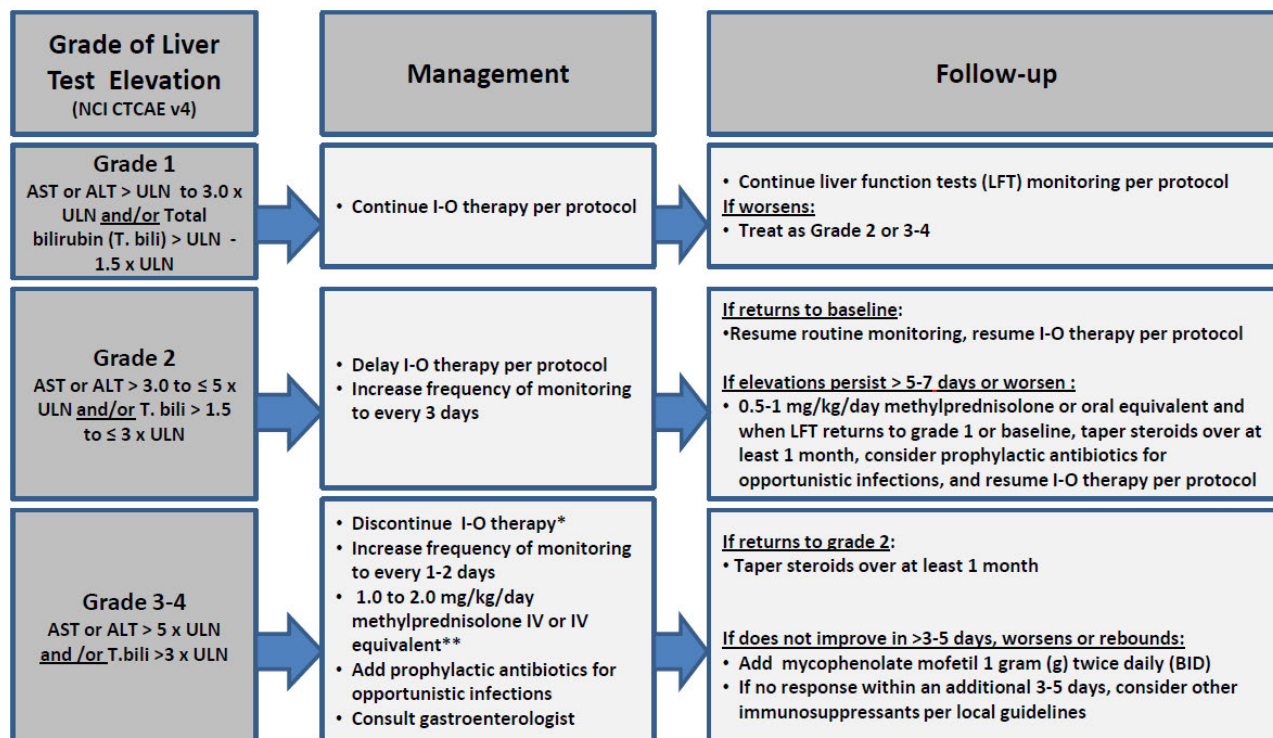 Grade of Liver
Test Elevation
(NCI CTCAE v4)
Management
Follow-up
Grade 1
AST or ALT > ULN to 3.0 x
ULN and/or Total
bilirubin (T. bili) > ULN -
1.5 x ULN
• Continue I-O therapy per protocol
• Continue liver function tests (LFT) monitoring per protocol
If worsens:
• Treat as Grade 2 or 3-4
Grade 2
AST or ALT > 3.0 to ≤ 5 x
ULN and/or T. bili > 1.5
to ≤ 3 x ULN
• Delay I-O therapy per protocol
• Increase frequency of monitoring
to every 3 days
If returns to baseline:
•Resume routine monitoring, resume I-O therapy per protocol
If elevations persist > 5-7 days or worsen :
• 0.5-1 mg/kg/day methylprednisolone or oral equivalent and
when LFT returns to grade 1 or baseline, taper steroids over at
least 1 month, consider prophylactic antibiotics for
opportunistic infections, and resume I-O therapy per protocol
Grade 3-4
AST or ALT > 5 x ULN
and /or T.bili >3 x ULN
• Discontinue I-O therapy*
• Increase frequency of monitoring
to every 1-2 days
• 1.0 to 2.0 mg/kg/day
methylprednisolone IV or IV
equivalent**
• Add prophylactic antibiotics for
opportunistic infections
• Consult gastroenterologist
If returns to grade 2:
• Taper steroids over at least 1 month
If does not improve in >3-5 days, worsens or rebounds:
• Add mycophenolate mofetil 1 gram (g) twice daily (BID)
• If no response within an additional 3-5 days, consider other
immunosuppressants per local guidelines